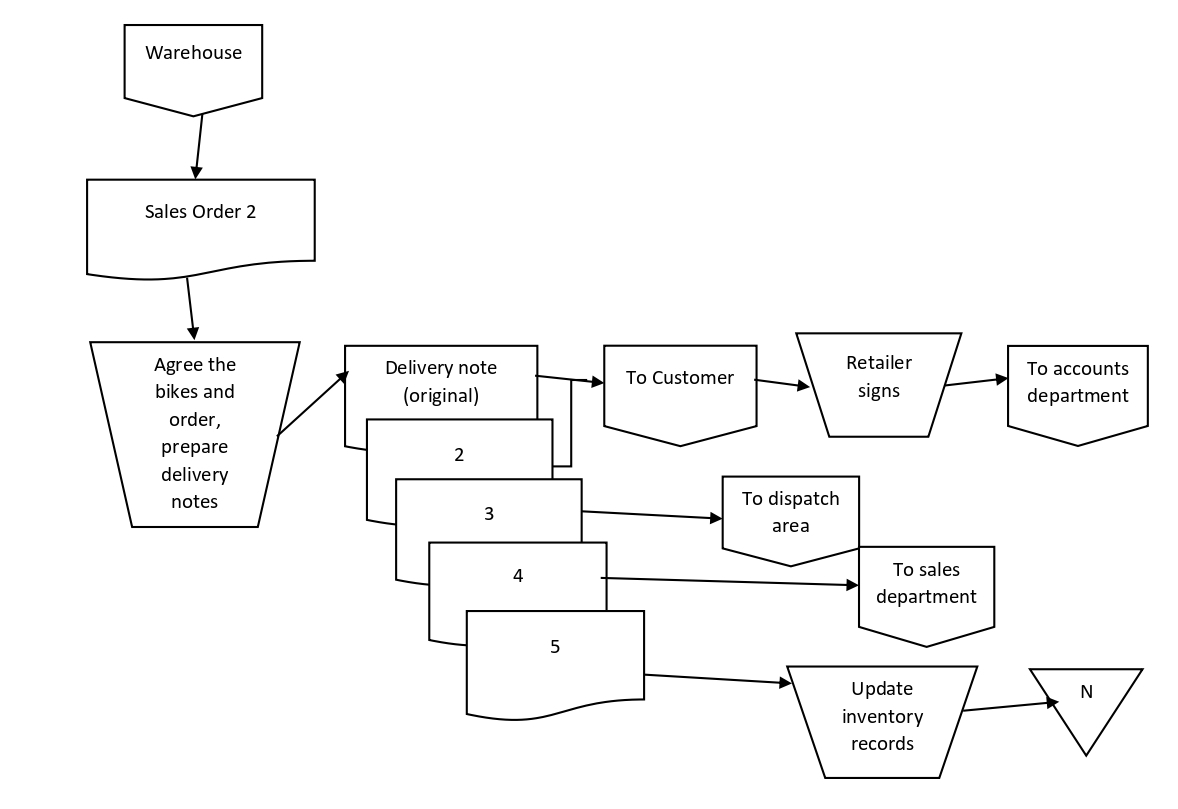 Warehouse
Sales Order 2
Agree the
bikes and
order,
prepare
delivery
notes
Delivery note
(original)
2
3
4
5
To Customer
Retailer
signs
To accounts
department
To dispatch
area
To sales
department
Update
inventory
records
N